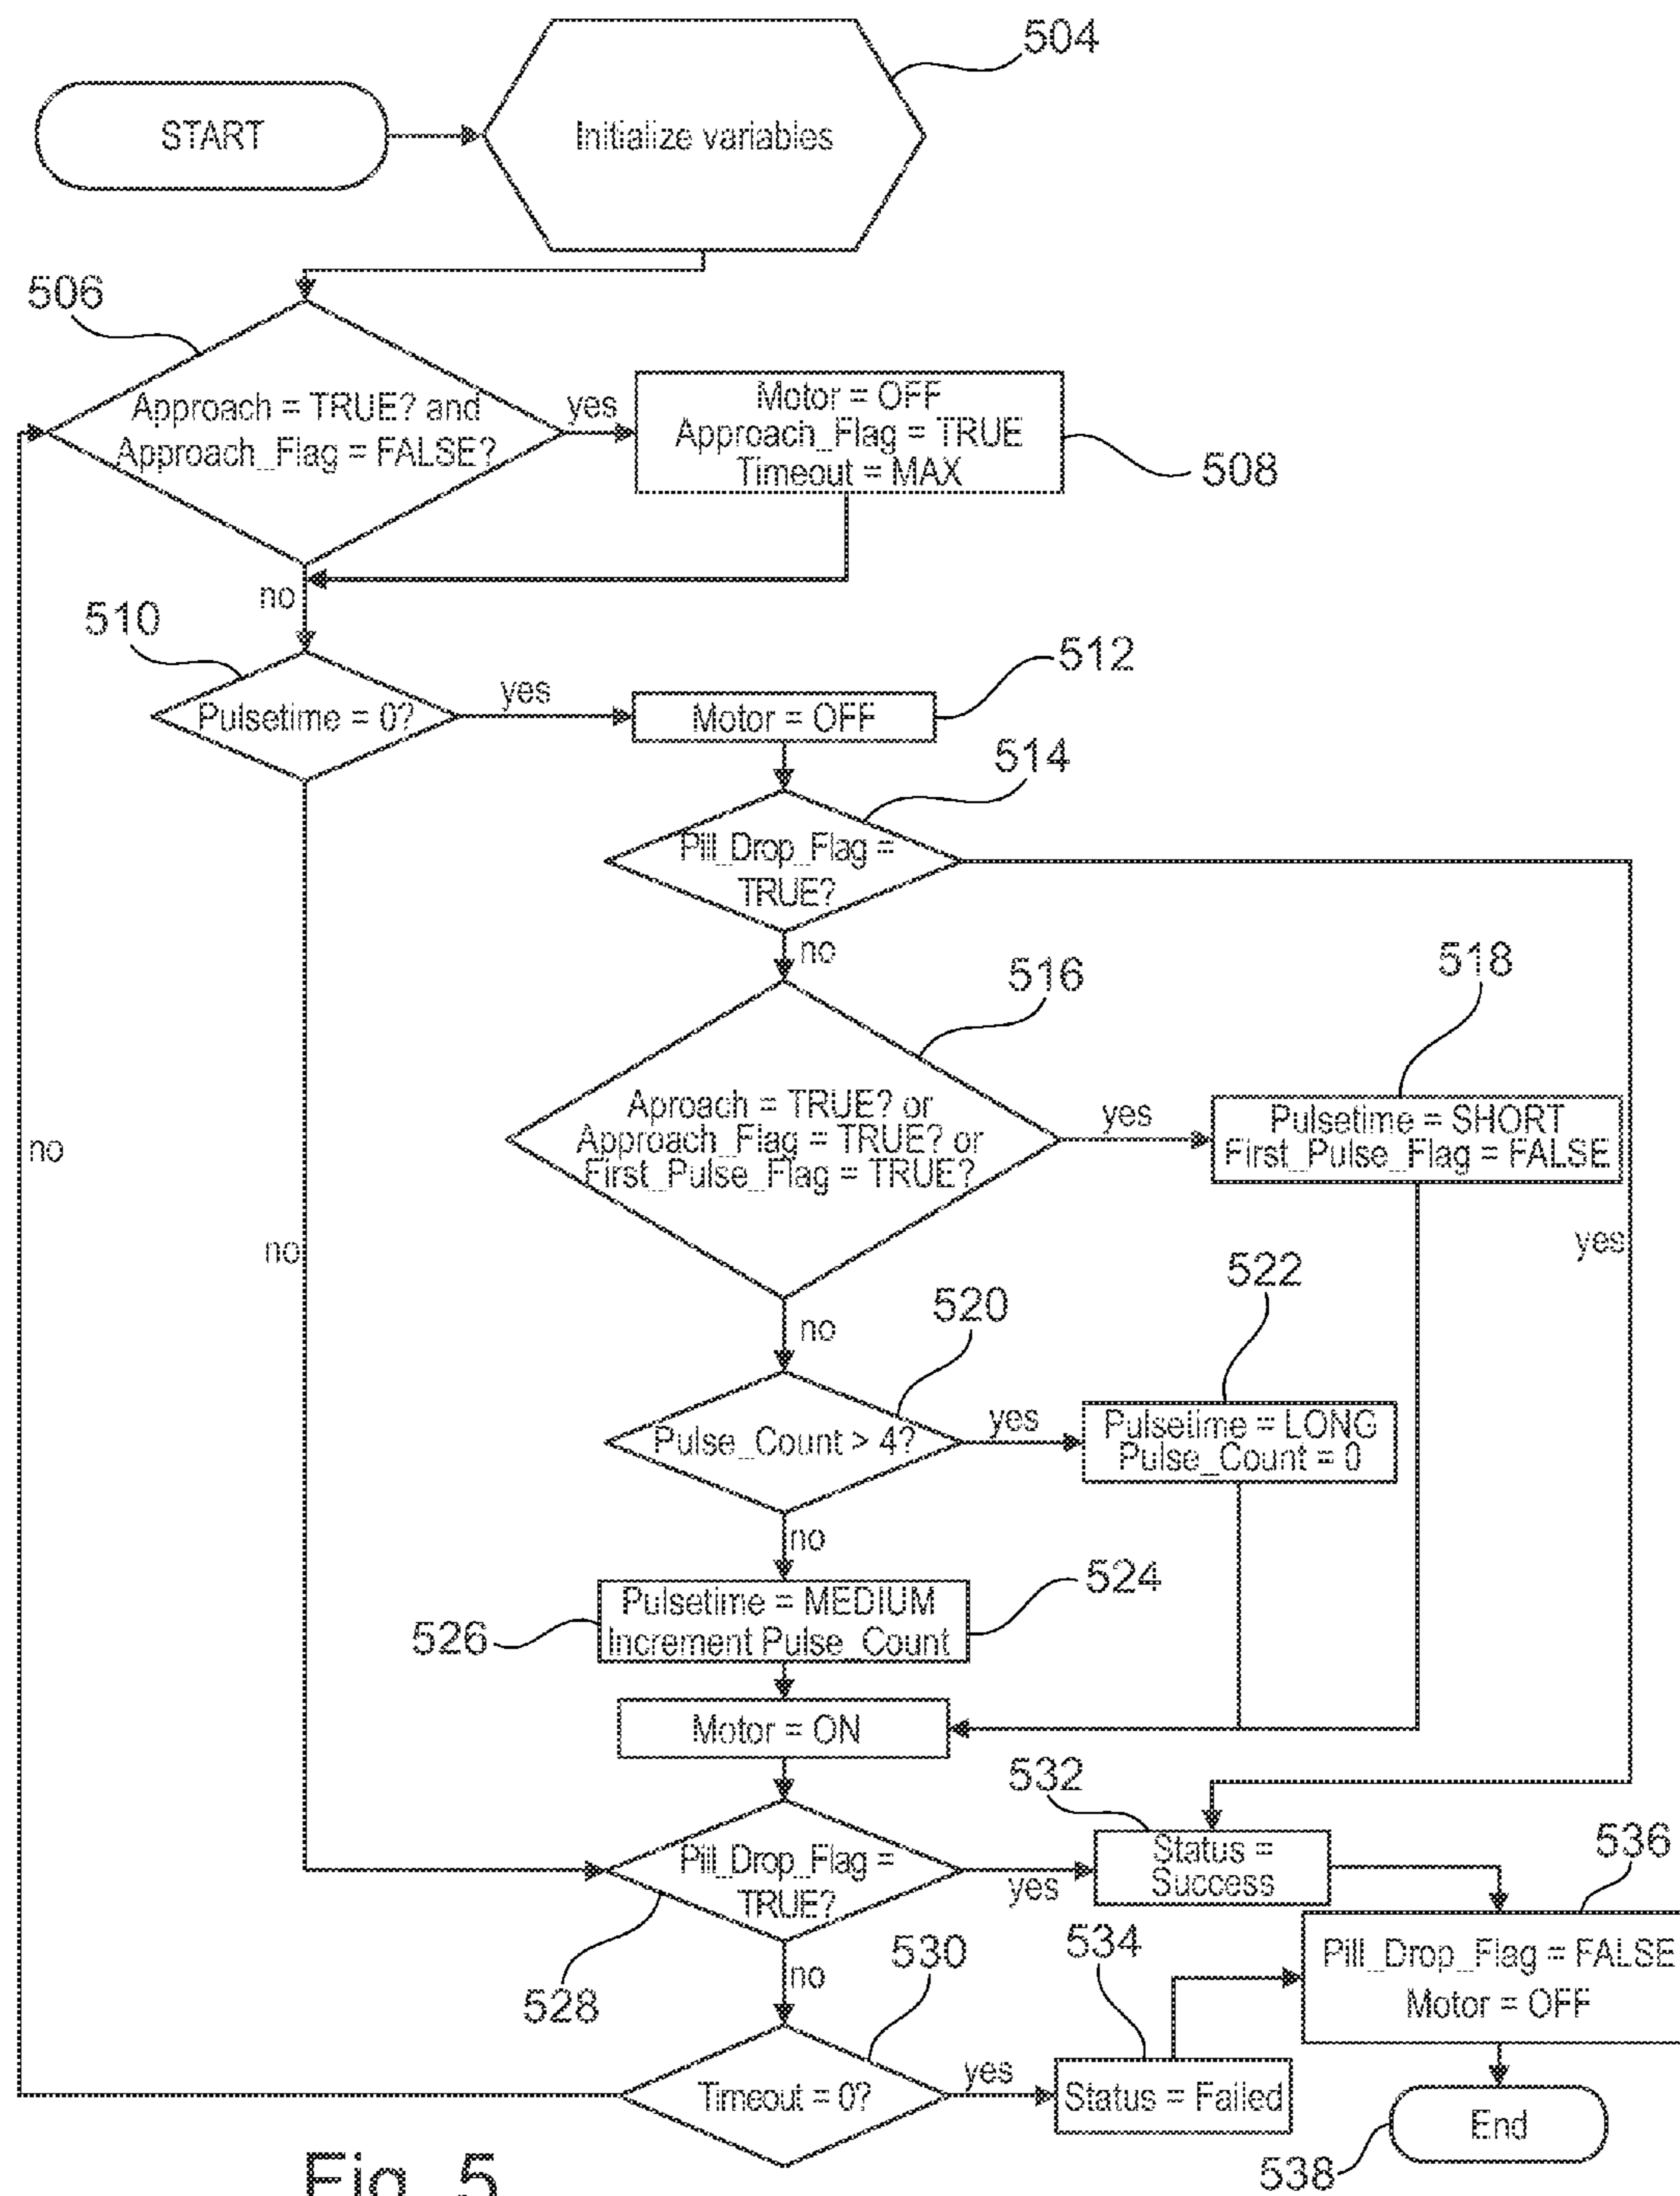 504
START
Initialize variables
506
Approach = TRUE? and
Approach_Flag = FALSE?
yes
Motor = OFF
Approach_Flag = TRUE
Timeout = MAX
508
no
510
Pulsetime = 0?
yes
Motor = OFF
512
514
Pill_Drop_Flag =
TRUE?
no
516
518
Aproach = TRUE? or
Approach_Flag = TRUE? or
First_Pulse_Flag = TRUE?
yes
Pulsetime = SHORT
First_Pulse_Flag = FALSE
no
no
yes
no
520
522
Pulse_Count > 4?
yes
Pulsetime = LONG
Pulse_Count = 0
no
524
Pulsetime = MEDIUM
Increment Pulse_Count
526
Motor = ON
532
Pill_Drop_Flag =
TRUE?
yes
Status =
Success
536
528
no
530
534
Pill_Drop_Flag = FALSE
Motor = OFF
Timeout = 0?
yes
Status = Failed
End
538
Fig. 5